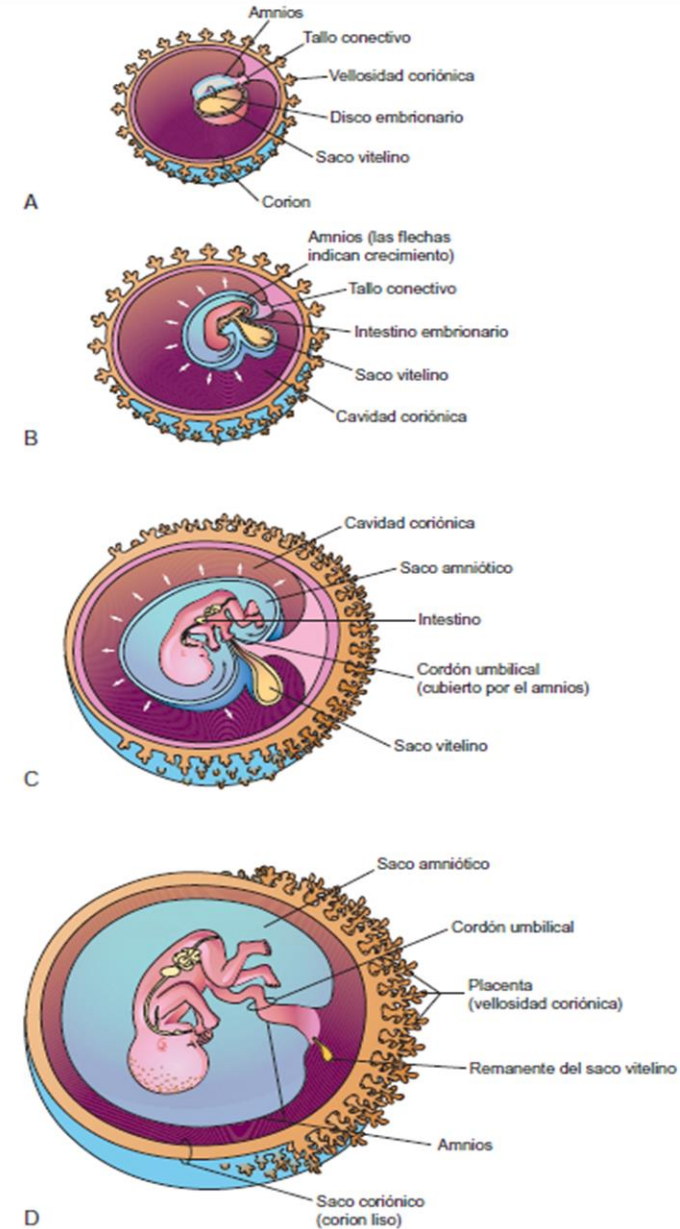 Amnios
Tallo conectivo
Vellosidad coriónica
Disco embrionario
Saco vitelino
Corion
A
Amnios (las flechas
indican crecimiento)
Tallo conectivo
Intestino embrionario
Saco vitelino
Cavidad coriónica
B
Cavidad coriónica
Saco amniótico
Intestino
Cordón umbilical
(cubierto por el amnios)
Saco vitelino
C
Saco amniótico
Cordón umbilical
Placenta
(vellosidad coriónica)
Remanente del saco vitelino
Amnios
Saco coriónico
(corion liso)
D